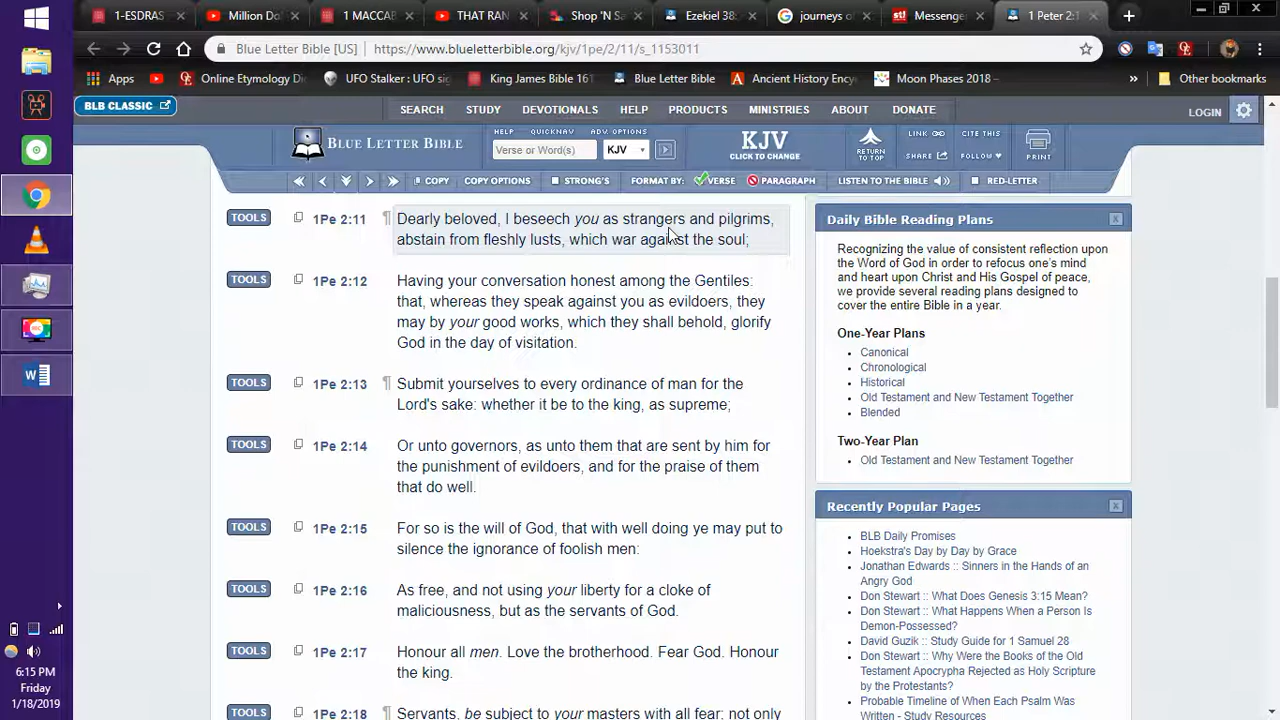 1-ESDRAS
Million Do
1 MACCAB
THAT RAN
Shop 'N Sa
Ezekiel 38:
journeys o
Messenge
1 Peter 2:1
Blue Letter Bible [US]
https://www.blueletterbible.org/kjv/1pe/2/11/s_1153011
Apps
Online Etymology Di
UFO Stalker: UFO si
King James Bible 161
Blue Letter Bible
Ancient History Ency
Moon Phases 2018 -
»
Other bookmarks
BLB CLASSIC
SEARCH STUDY DEVOTIONALS HELP PRODUCTS MINISTRIES ABOUT DONATE
LOGIN
BLUE LETTER BIBLE
HELP QUICKNAV ADV. OPTIONS
Verse or Word(s)
KJV
KJV
CLICK TO CHANGE
RETURN
TO TOP
LINK
CITE THIS
SHARE
FOLLOW
PRINT
COPY COPY OPTIONS STRONG'S FORMAT BY: VERSE PARAGRAPH LISTEN TO THE BIBLE RED-LETTER
TOOLS 1Pe 2:11 ¶ Dearly beloved, I beseech you as strangers and pilgrims,
abstain from fleshly lusts, which war against the soul;
TOOLS 1Pe 2:12 Having your conversation honest among the Gentiles:
that, whereas they speak against you as evildoers, they
may by your good works, which they shall behold, glorify
God in the day of visitation.
TOOLS 1Pe 2:13 ¶ Submit yourselves to every ordinance of man for the
Lord's sake: whether it be to the king, as supreme;
TOOLS 1Pe 2:14 Or unto governors, as unto them that are sent by him for
the punishment of evildoers, and for the praise of them
that do well.
TOOLS 1Pe 2:15 For so is the will of God, that with well doing ye may put to
silence the ignorance of foolish men:
TOOLS 1Pe 2:16 As free, and not using your liberty for a cloke of
maliciousness, but as the servants of God.
TOOLS 1Pe 2:17 Honour all men. Love the brotherhood. Fear God. Honour
the king.
TOOLS 1Pe 2:18 Servants, be subject to your masters with all fear; not only
Daily Bible Reading Plans
Recognizing the value of consistent reflection upon
the Word of God in order to refocus one's mind
and heart upon Christ and His Gospel of peace,
we provide several reading plans designed to
cover the entire Bible in a year.
One-Year Plans
Canonical
Chronological
Historical
Old Testament and New Testament Together
Blended
Two-Year Plan
Old Testament and New Testament Together
Recently Popular Pages
BLB Daily Promises
Hoekstra's Day by Day by Grace
Jonathan Edwards :: Sinners in the Hands of an
Angry God
Don Stewart :: What Does Genesis 3:15 Mean?
Don Stewart :: What Happens When a Person Is
Demon-Possessed?
David Guzik :: Study Guide for 1 Samuel 28
Don Stewart :: Why Were the Books of the Old
Testament Apocrypha Rejected as Holy Scripture
by the Protestants?
Probable Timeline of When Each Psalm Was
Written - Study Resources
6:15 PM
Friday
1/18/2019